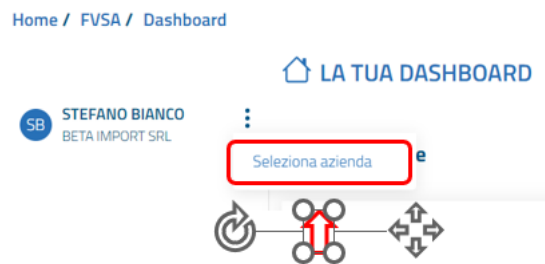 Home / FVSA / Dashboard
LA TUA DASHBOARD
SB
STEFANO BIANCO
BETA IMPORT SRL
Seleziona azienda
e